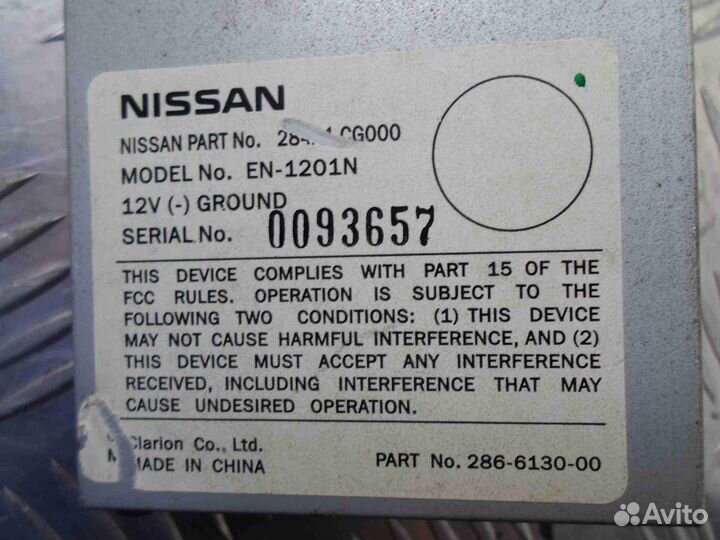 NISSAN
NISSAN PART No. CG000
MODEL No. EN-1201N
12V (-) GROUND
SERIAL No. 0093657
THIS DEVICE COMPLIES WITH PART 15 OF THE
FCC RULES. OPERATION IS SUBJECT TO THE
FOLLOWING TWO CONDITIONS: (1) THIS DEVICE
MAY NOT CAUSE HARMFUL INTERFERENCE, AND (2)
THIS DEVICE MUST ACCEPT ANY INTERFERENCE
RECEIVED, INCLUDING INTERFERENCE THAT MAY
CAUSE UNDESIRED OPERATION.
Clarion Co., Ltd.
MADE IN CHINA PART No. 286-6130-00
Avito